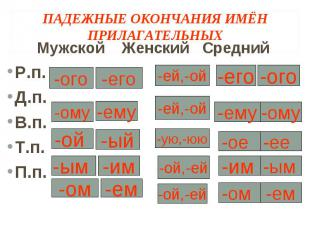 ПАДЕЖНЫЕ ОКОНЧАНИЯ ИМЁН
ПРИЛАГАТЕЛЬНЫХ
Мужской Женский Средний
•Р.п. -ого -его -ей,-ой -его -ого
•Д.п. -ому -ему -ей,-ой -ему -ому
•В.п. -ой -ый -ую,-юю -ое -ее
•Т.п. -ым -им -ой,-ей -им -ым
•П.п. -ом -ем -ой,-ей -ом -ем